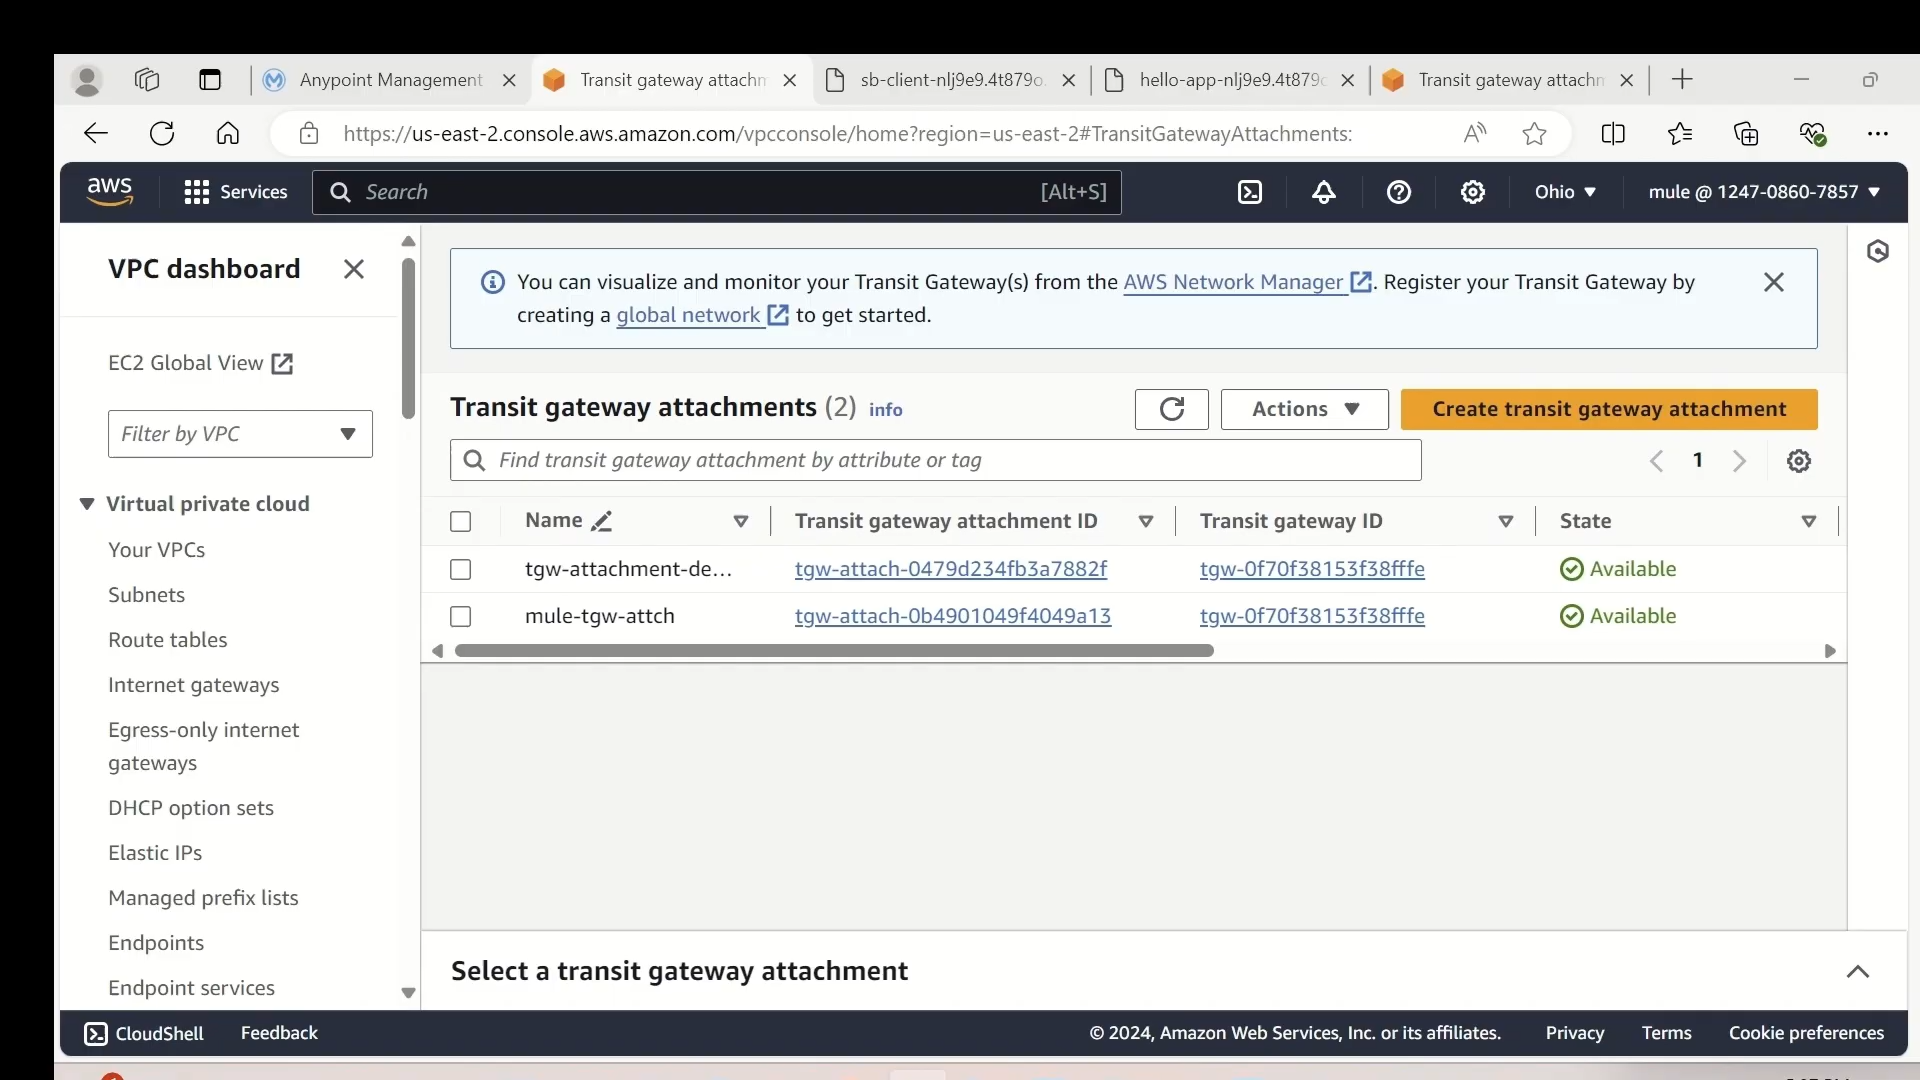 Anypoint Management
Transit gateway attachm
sb-client-nlj9e9.4t879o.
hello-app-nlj9e9.4t879c
Transit gateway attachm
https://us-east-2.console.aws.amazon.com/vpcconsole/home?region=us-east-2#TransitGatewayAttachments:
aws
Services
Search
[Alt+S]
Ohio
mule @ 1247-0860-7857
VPC dashboard
EC2 Global View
Filter by VPC
Virtual private cloud
Your VPCs
Subnets
Route tables
Internet gateways
Egress-only internet
gateways
DHCP option sets
Elastic IPs
Managed prefix lists
Endpoints
Endpoint services
You can visualize and monitor your Transit Gateway(s) from the AWS Network Manager. Register your Transit Gateway by
creating a global network to get started.
Transit gateway attachments (2) info
Actions
Create transit gateway attachment
Find transit gateway attachment by attribute or tag
1
Name
Transit gateway attachment ID
Transit gateway ID
State
tgw-attachment-de...
tgw-attach-0479d234fb3a7882f
tgw-0f70f38153f38fffe
Available
mule-tgw-attch
tgw-attach-0b4901049f4049a13
tgw-0f70f38153f38fffe
Available
Select a transit gateway attachment
CloudShell
Feedback
© 2024, Amazon Web Services, Inc. or its affiliates.
Privacy
Terms
Cookie preferences